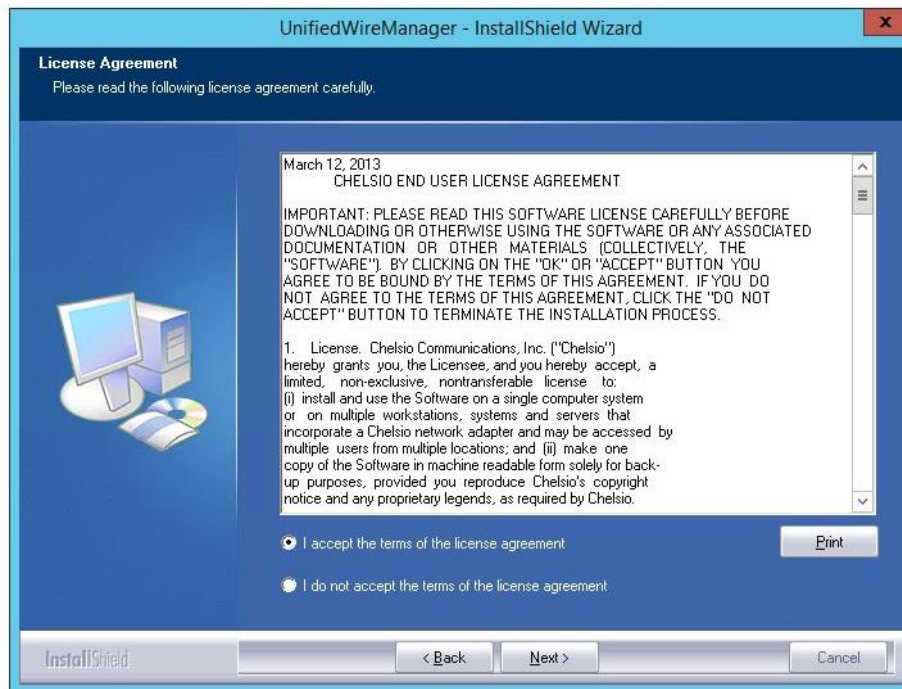 UnifiedWireManager - InstallShield Wizard
x
License Agreement
Please read the following license agreement carefully.
March 12, 2013
CHELSIO END USER LICENSE AGREEMENT
IMPORTANT: PLEASE READ THIS SOFTWARE LICENSE CAREFULLY BEFORE
DOWNLOADING OR OTHERWISE USING THE SOFTWARE OR ANY ASSOCIATED
DOCUMENTATION OR OTHER MATERIALS (COLLECTIVELY, THE
"SOFTWARE"). BY CLICKING ON THE "OK" OR "ACCEPT" BUTTON YOU
AGREE TO BE BOUND BY THE TERMS OF THIS AGREEMENT. IF YOU DO
NOT AGREE TO THE TERMS OF THIS AGREEMENT, CLICK THE "DO NOT
ACCEPT" BUTTON TO TERMINATE THE INSTALLATION PROCESS.
1. License. Chelsio Communications, Inc. ("Chelsio")
hereby grants you, the Licensee, and you hereby accept, a
limited, non-exclusive, nontransferable license to:
(i) install and use the Software on a single computer system
or on multiple workstations, systems and servers that
incorporate a Chelsio network adapter and may be accessed by
multiple users from multiple locations; and (ii) make one
copy of the Software in machine readable form solely for back-
up purposes, provided you reproduce Chelsio's copyright
notice and any proprietary legends, as required by Chelsio.
I accept the terms of the license agreement
Print
I do not accept the terms of the license agreement
InstallShield
< Back
Next >
Cancel